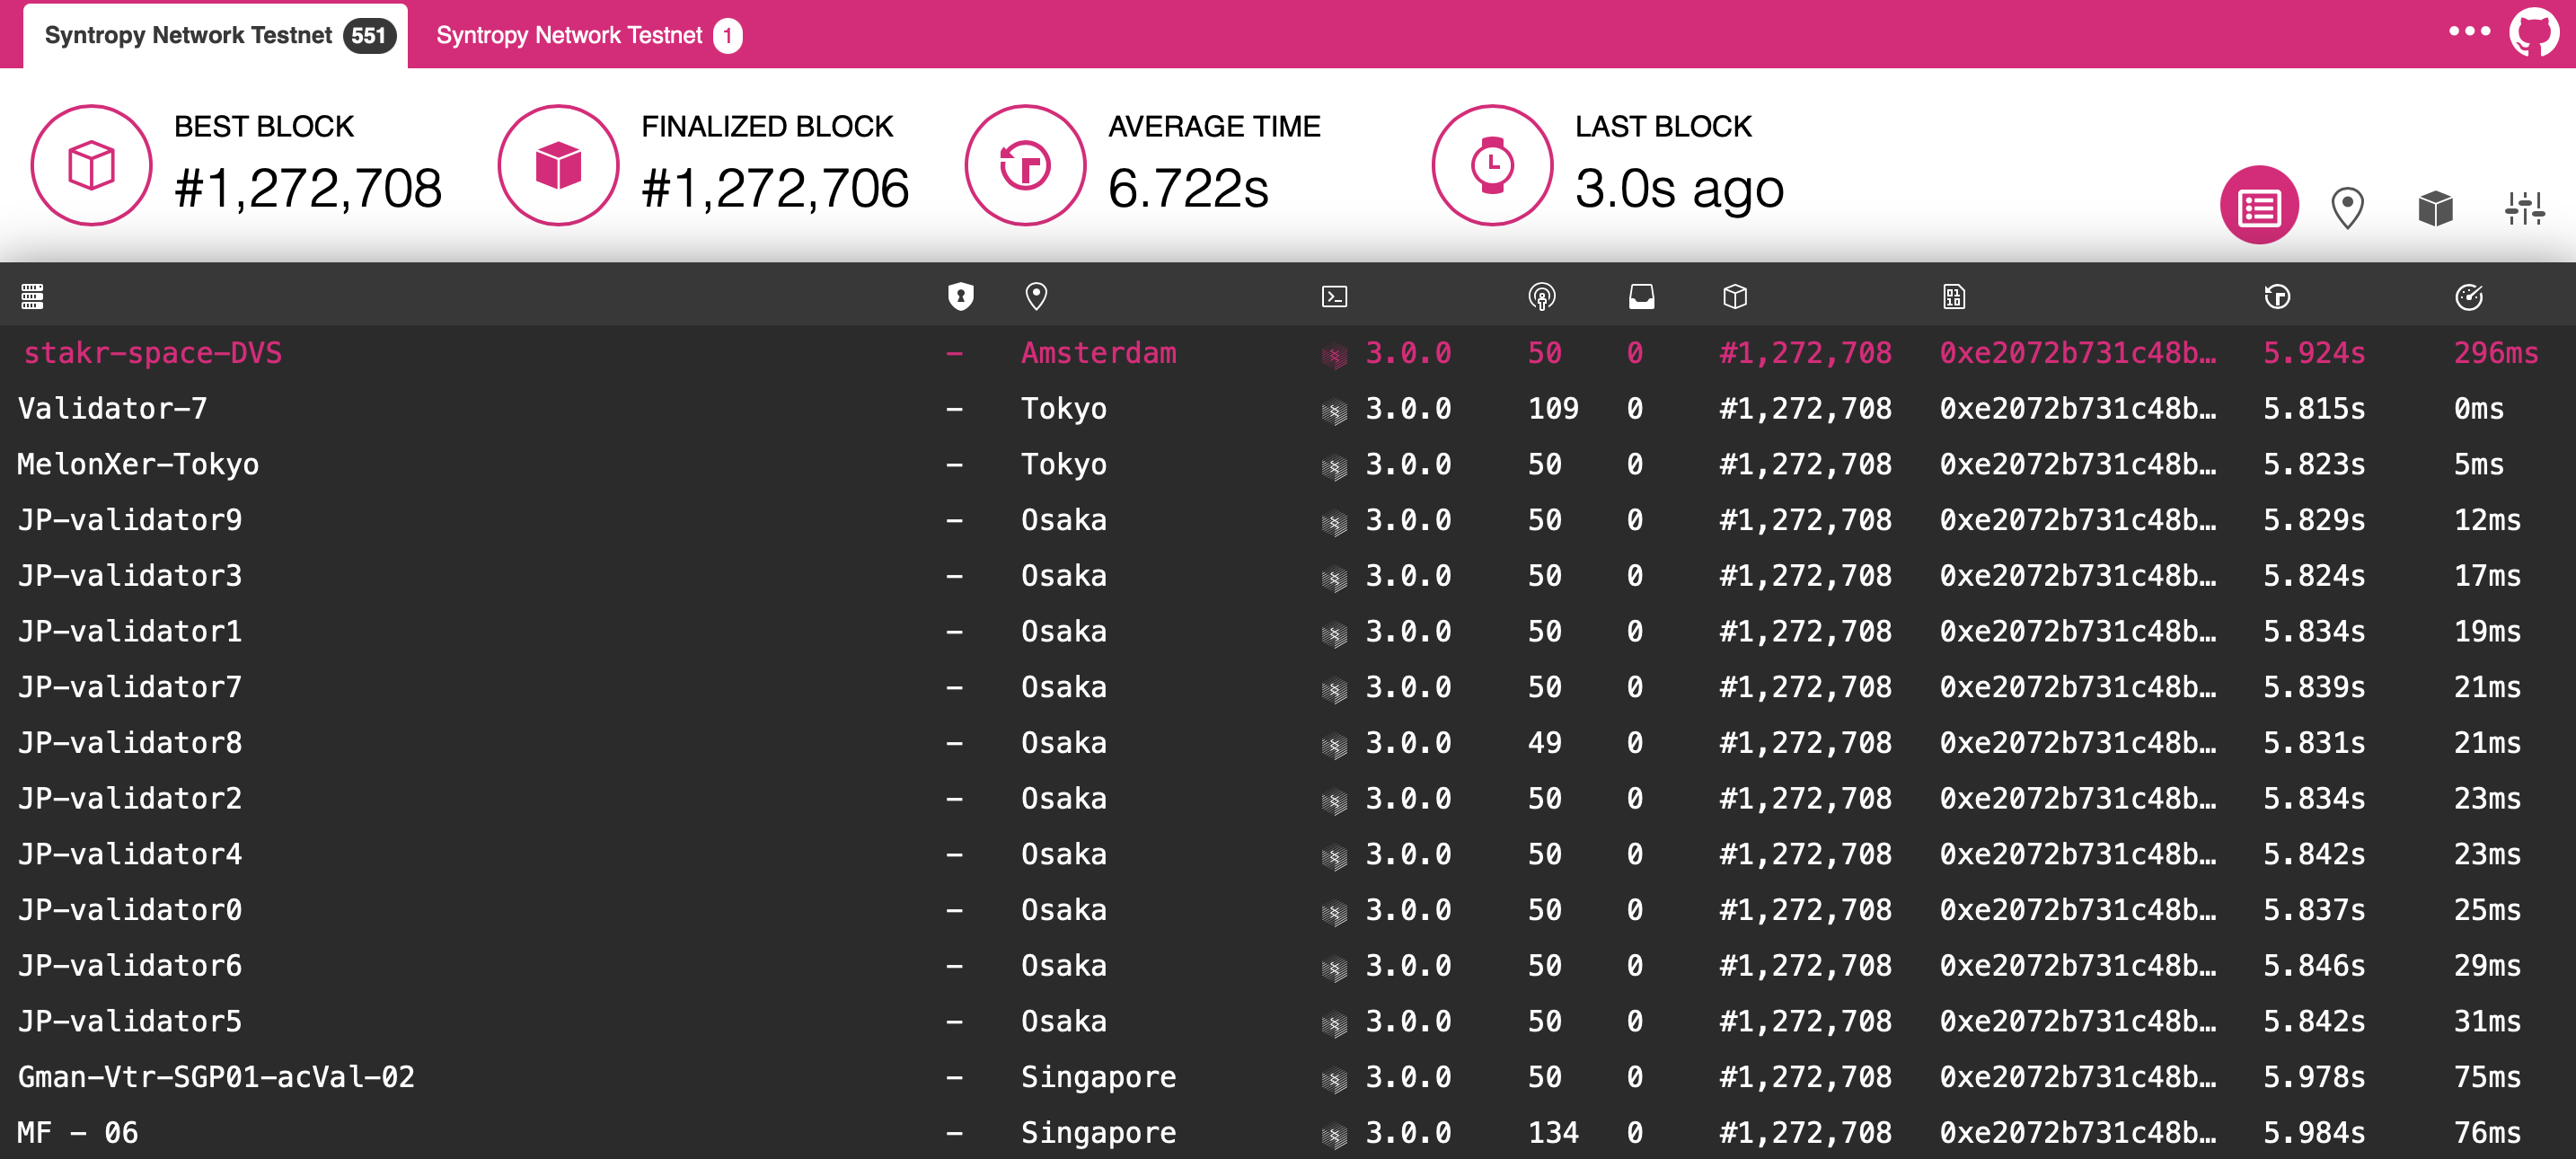 Syntropy Network Testnet 551 Syntropy Network Testnet 1
BEST BLOCK
#1,272,708
FINALIZED BLOCK
#1,272,706
AVERAGE TIME
6.722s
LAST BLOCK
3.0s ago
stakr-space-DVS – Amsterdam 3.0.0 50 0 #1,272,708 0xe2072b731c48b… 5.924s 296ms
Validator-7 – Tokyo 3.0.0 109 0 #1,272,708 0xe2072b731c48b… 5.815s 0ms
MelonXer-Tokyo – Tokyo 3.0.0 50 0 #1,272,708 0xe2072b731c48b… 5.823s 5ms
JP-validator9 – Osaka 3.0.0 50 0 #1,272,708 0xe2072b731c48b… 5.829s 12ms
JP-validator3 – Osaka 3.0.0 50 0 #1,272,708 0xe2072b731c48b… 5.824s 17ms
JP-validator1 – Osaka 3.0.0 50 0 #1,272,708 0xe2072b731c48b… 5.834s 19ms
JP-validator7 – Osaka 3.0.0 50 0 #1,272,708 0xe2072b731c48b… 5.839s 21ms
JP-validator8 – Osaka 3.0.0 49 0 #1,272,708 0xe2072b731c48b… 5.831s 21ms
JP-validator2 – Osaka 3.0.0 50 0 #1,272,708 0xe2072b731c48b… 5.834s 23ms
JP-validator4 – Osaka 3.0.0 50 0 #1,272,708 0xe2072b731c48b… 5.842s 23ms
JP-validator0 – Osaka 3.0.0 50 0 #1,272,708 0xe2072b731c48b… 5.837s 25ms
JP-validator6 – Osaka 3.0.0 50 0 #1,272,708 0xe2072b731c48b… 5.846s 29ms
JP-validator5 – Osaka 3.0.0 50 0 #1,272,708 0xe2072b731c48b… 5.842s 31ms
Gman-Vtr-SGP01-acVal-02 – Singapore 3.0.0 50 0 #1,272,708 0xe2072b731c48b… 5.978s 75ms
MF - 06 – Singapore 3.0.0 134 0 #1,272,708 0xe2072b731c48b… 5.984s 76ms